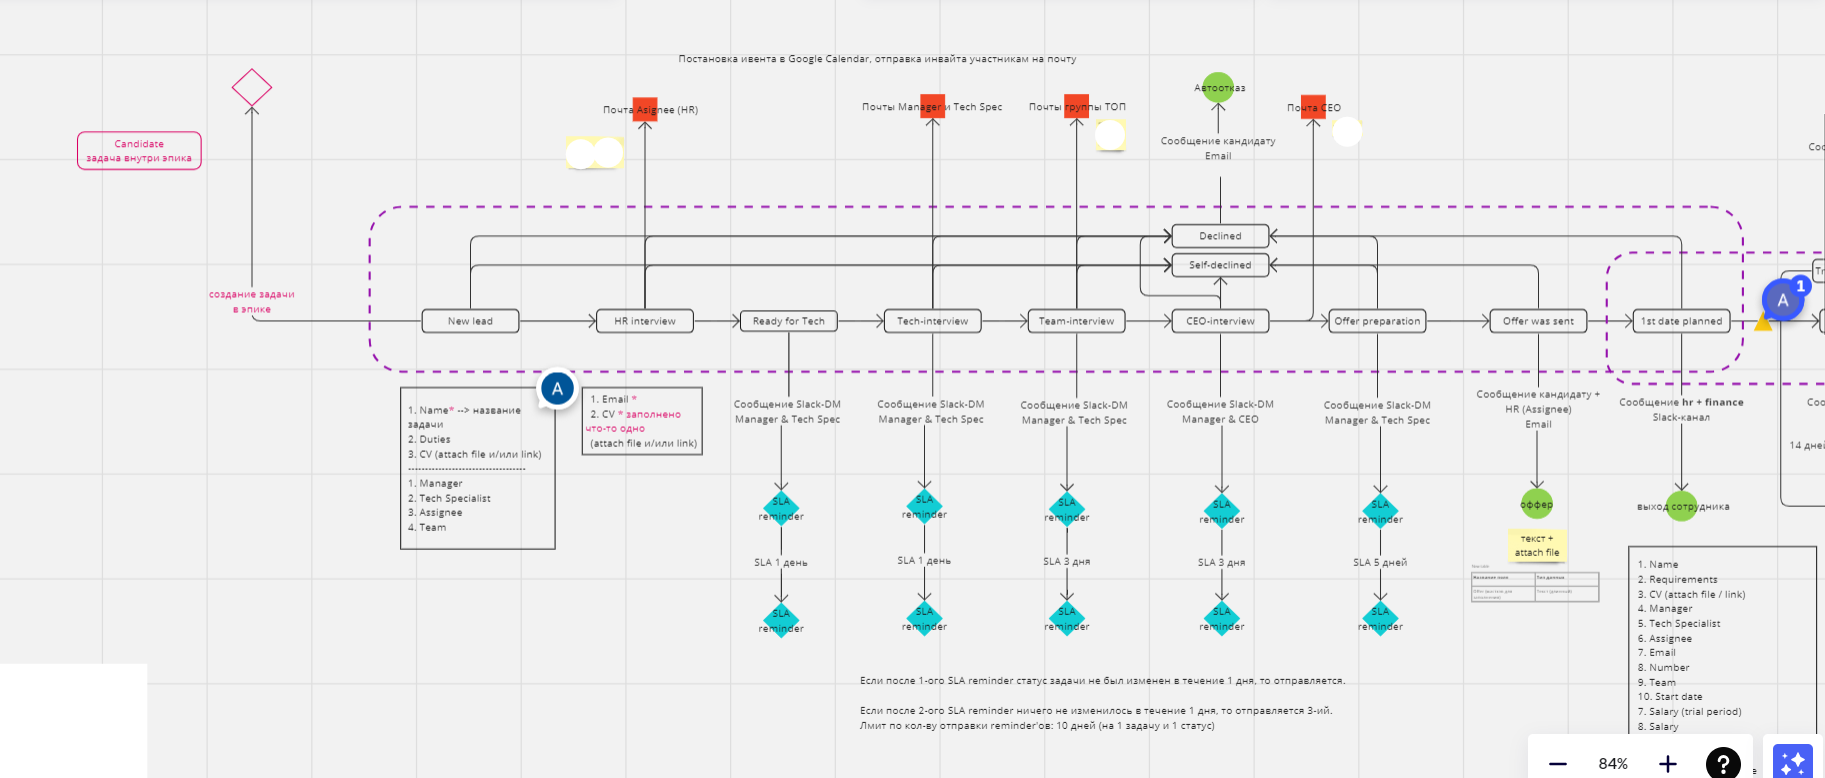 Постановка ивента в Google Calendar, отправка инвайта участникам на почту
Автоотказ
Почта Asignee (HR)
Почты Manager и Tech Spec
Почты группы ТОП
Почта CEO
Candidate
задача внутри эпика
Сообщение кандидату
Email
создание задачи
в эпике
Declined
Self-declined
New lead
HR interview
Ready for Tech
Tech-interview
Team-interview
CEO-interview
Offer preparation
Offer was sent
1st date planned
A
1
A
1. Name* --> название
задачи
2. Duties
3. CV (attach file и/или link)
-----------------------------------
1. Manager
2. Tech Specialist
3. Assignee
4. Team
1. Email *
2. CV * заполнено
что-то одно
(attach file и/или link)
Сообщение Slack-DM
Manager & Tech Spec
Сообщение Slack-DM
Manager & Tech Spec
Сообщение Slack-DM
Manager & Tech Spec
Сообщение Slack-DM
Manager & CEO
Сообщение Slack-DM
Manager & Tech Spec
Сообщение кандидату +
HR (Assignee)
Email
Сообщение hr + finance
Slack-канал
14 дней
SLA
reminder
SLA
reminder
SLA
reminder
SLA
reminder
SLA
reminder
оффер
выход сотрудника
текст +
attach file
SLA 1 день
SLA 1 день
SLA 3 дня
SLA 3 дня
SLA 5 дней
SLA
reminder
SLA
reminder
SLA
reminder
SLA
reminder
SLA
reminder
1. Name
2. Requirements
3. CV (attach file / link)
4. Manager
5. Tech Specialist
6. Assignee
7. Email
8. Number
9. Team
10. Start date
7. Salary (trial period)
8. Salary
Если после 1-ого SLA reminder статус задачи не был изменен в течение 1 дня, то отправляется.
Если после 2-ого SLA reminder ничего не изменилось в течение 1 дня, то отправляется 3-ий.
Лмит по кол-ву отправки reminder'ов: 10 дней (на 1 задачу и 1 статус)
84%
?